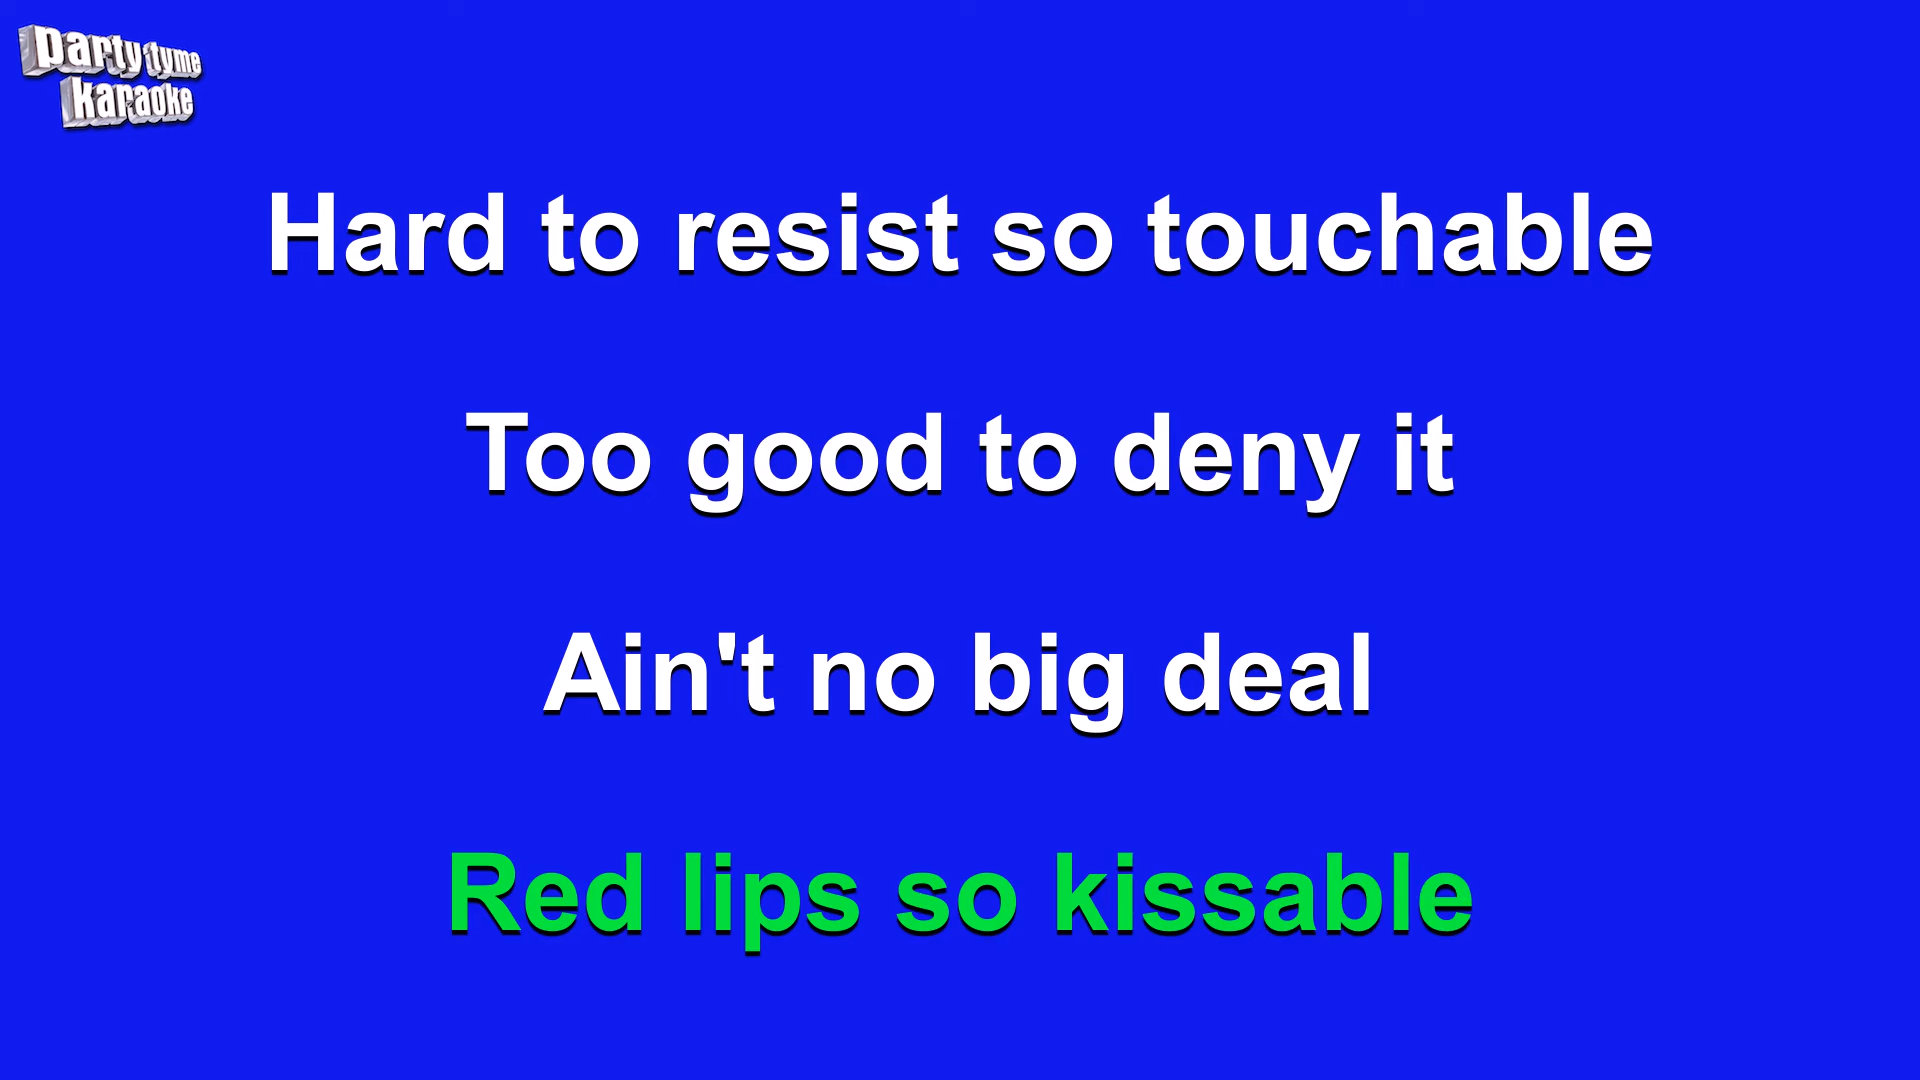 party tyme
karaoke
Hard to resist so touchable
Too good to deny it
Ain't no big deal
Red lips so kissable